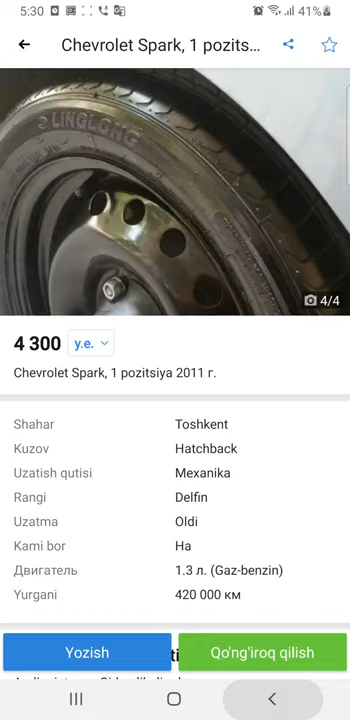 5:30
41%
Chevrolet Spark, 1 pozits...
LINGLONG
4/4
4 300 y.e.
Chevrolet Spark, 1 pozitsiya 2011 г.
Shahar Toshkent
Kuzov Hatchback
Uzatish qutisi Mexanika
Rangi Delfin
Uzatma Oldi
Kami bor Ha
Двигатель 1.3 л. (Gaz-benzin)
Yurgani 420 000 км
Yozish
Qo'ng'iroq qilish